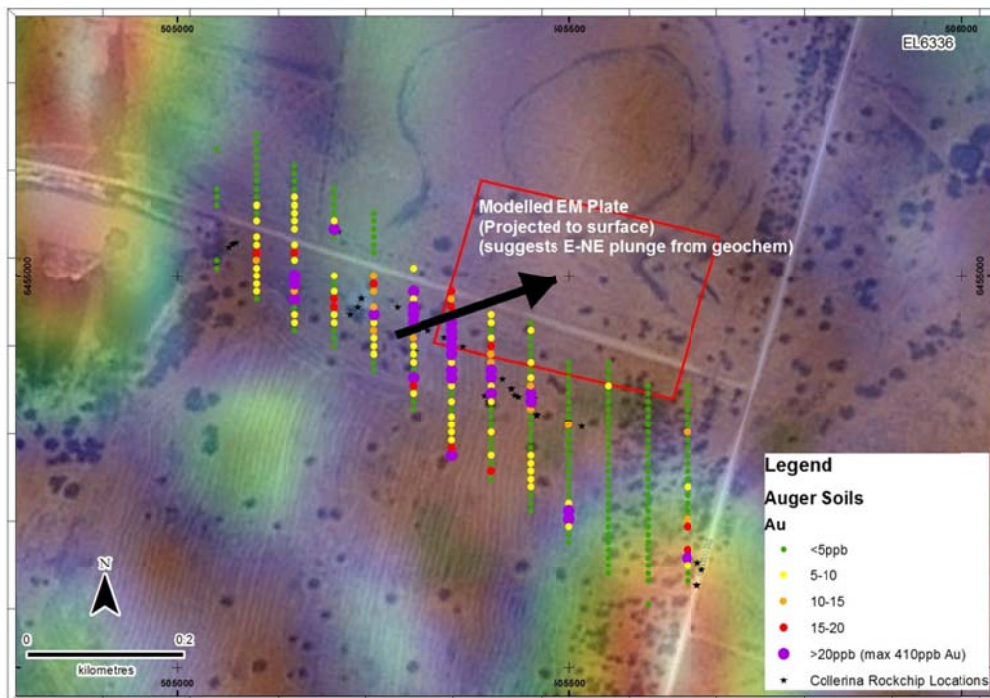 505000
505500
506000
EL6336
6455000
6455000
Modelled EM Plate
(Projected to surface)
(suggests E-NE plunge from geochem)
Legend
Auger Soils
Au
<5ppb
5-10
10-15
15-20
>20ppb (max 410ppb Au)
Collerina Rockchip Locations
N
0
0.2
kilometres
505000
505500